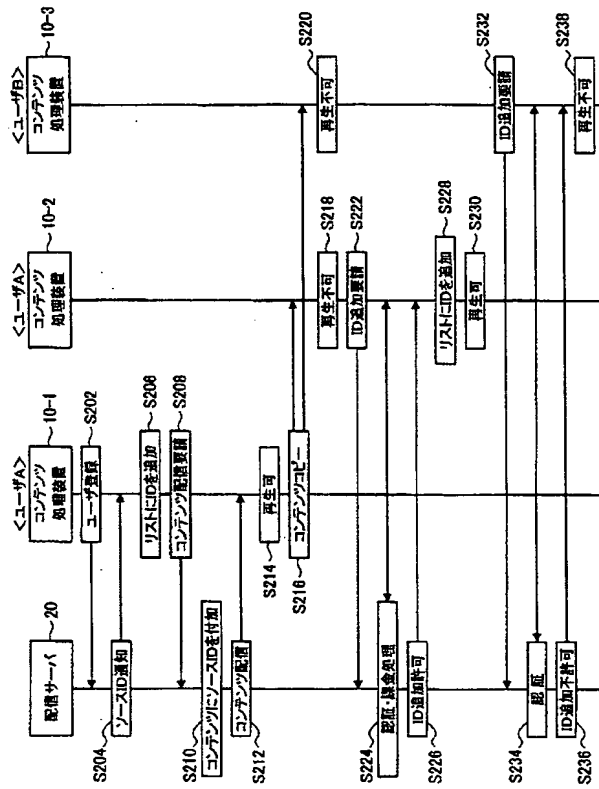 配信サーバ
20
<ユーザA>
コンテンツ
処理装置
10-1
<ユーザA>
コンテンツ
処理装置
10-2
<ユーザB>
コンテンツ
処理装置
10-3
ユーザ登録
S202
ソースID通知
S204
リストにIDを追加
S206
コンテンツ配信要請
S208
コンテンツにソースIDを付加
S210
コンテンツ配信
S212
再生可
S214
コンテンツコピー
S216
再生不可
S218
再生不可
S220
ID追加要請
S222
認証・課金処理
S224
ID追加許可
S226
リストにIDを追加
S228
再生可
S230
ID追加要請
S232
認証
S234
ID追加不許可
S236
再生不可
S238